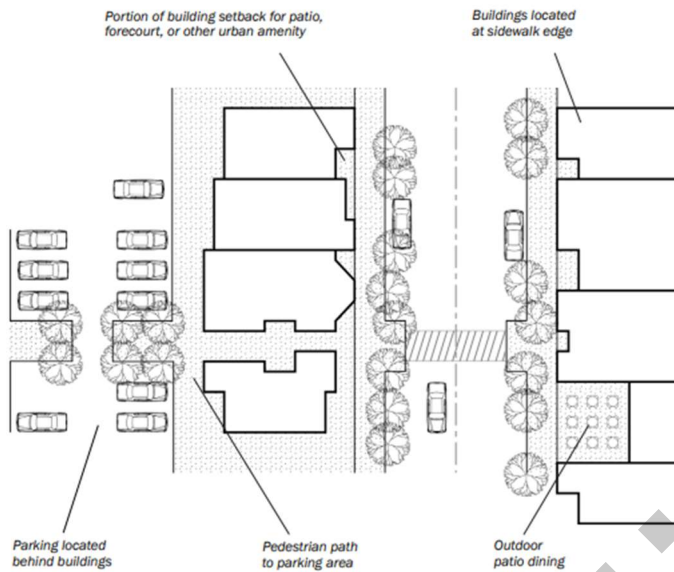 Portion of building setback for patio,
forecourt, or other urban amenity
Buildings located
at sidewalk edge
Parking located
behind buildings
Pedestrian path
to parking area
Outdoor
patio dining